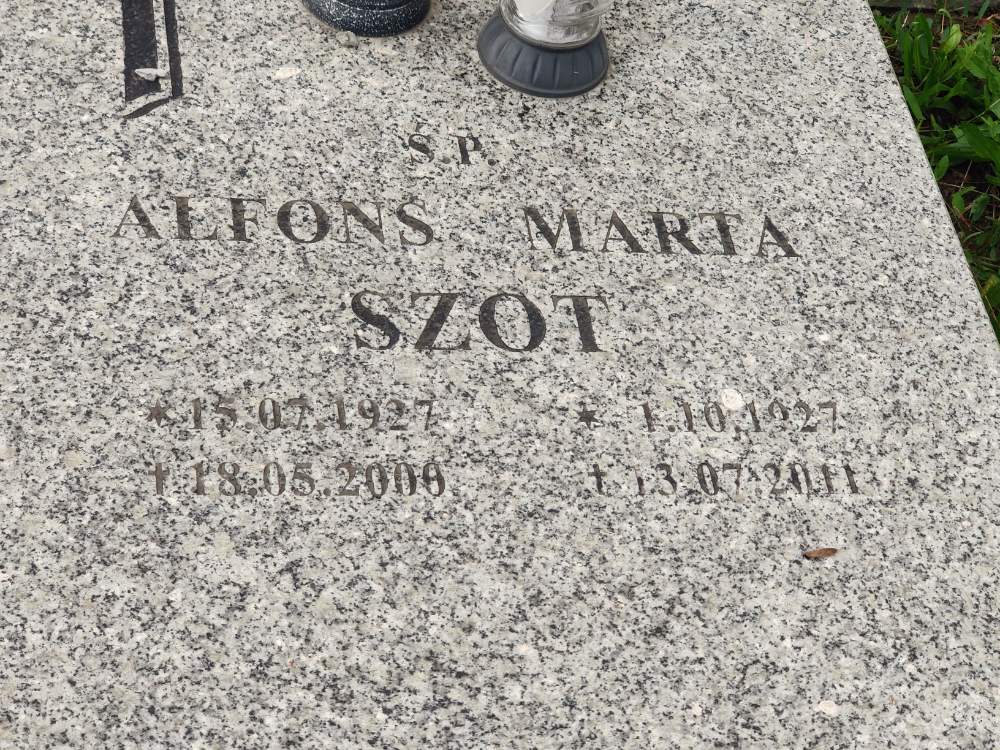 Ś.P.
ALFONS MARTA
SZOT
* 15.07.1927 * 1.10.1927
† 18.05.2000 † 13.07.2011